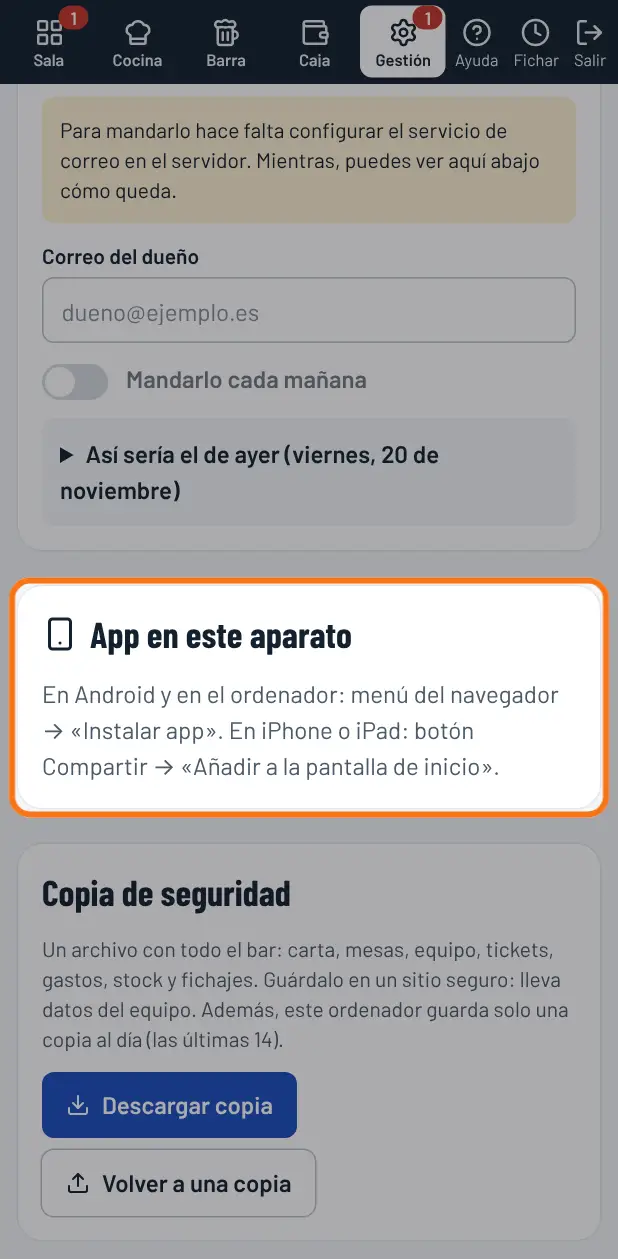 1
1
Sala
Cocina
Barra
Caja
Gestión
Ayuda
Fichar
Salir
Para mandarlo hace falta configurar el servicio de
correo en el servidor. Mientras, puedes ver aquí abajo
cómo queda.
Correo del dueño
dueno@ejemplo.es
Mandarlo cada mañana
▶ Así sería el de ayer (viernes, 20 de
noviembre)
App en este aparato
En Android y en el ordenador: menú del navegador
→ «Instalar app». En iPhone o iPad: botón
Compartir → «Añadir a la pantalla de inicio».
Copia de seguridad
Un archivo con todo el bar: carta, mesas, equipo, tickets,
gastos, stock y fichajes. Guárdalo en un sitio seguro: lleva
datos del equipo. Además, este ordenador guarda solo una
copia al día (las últimas 14).
Descargar copia
Volver a una copia